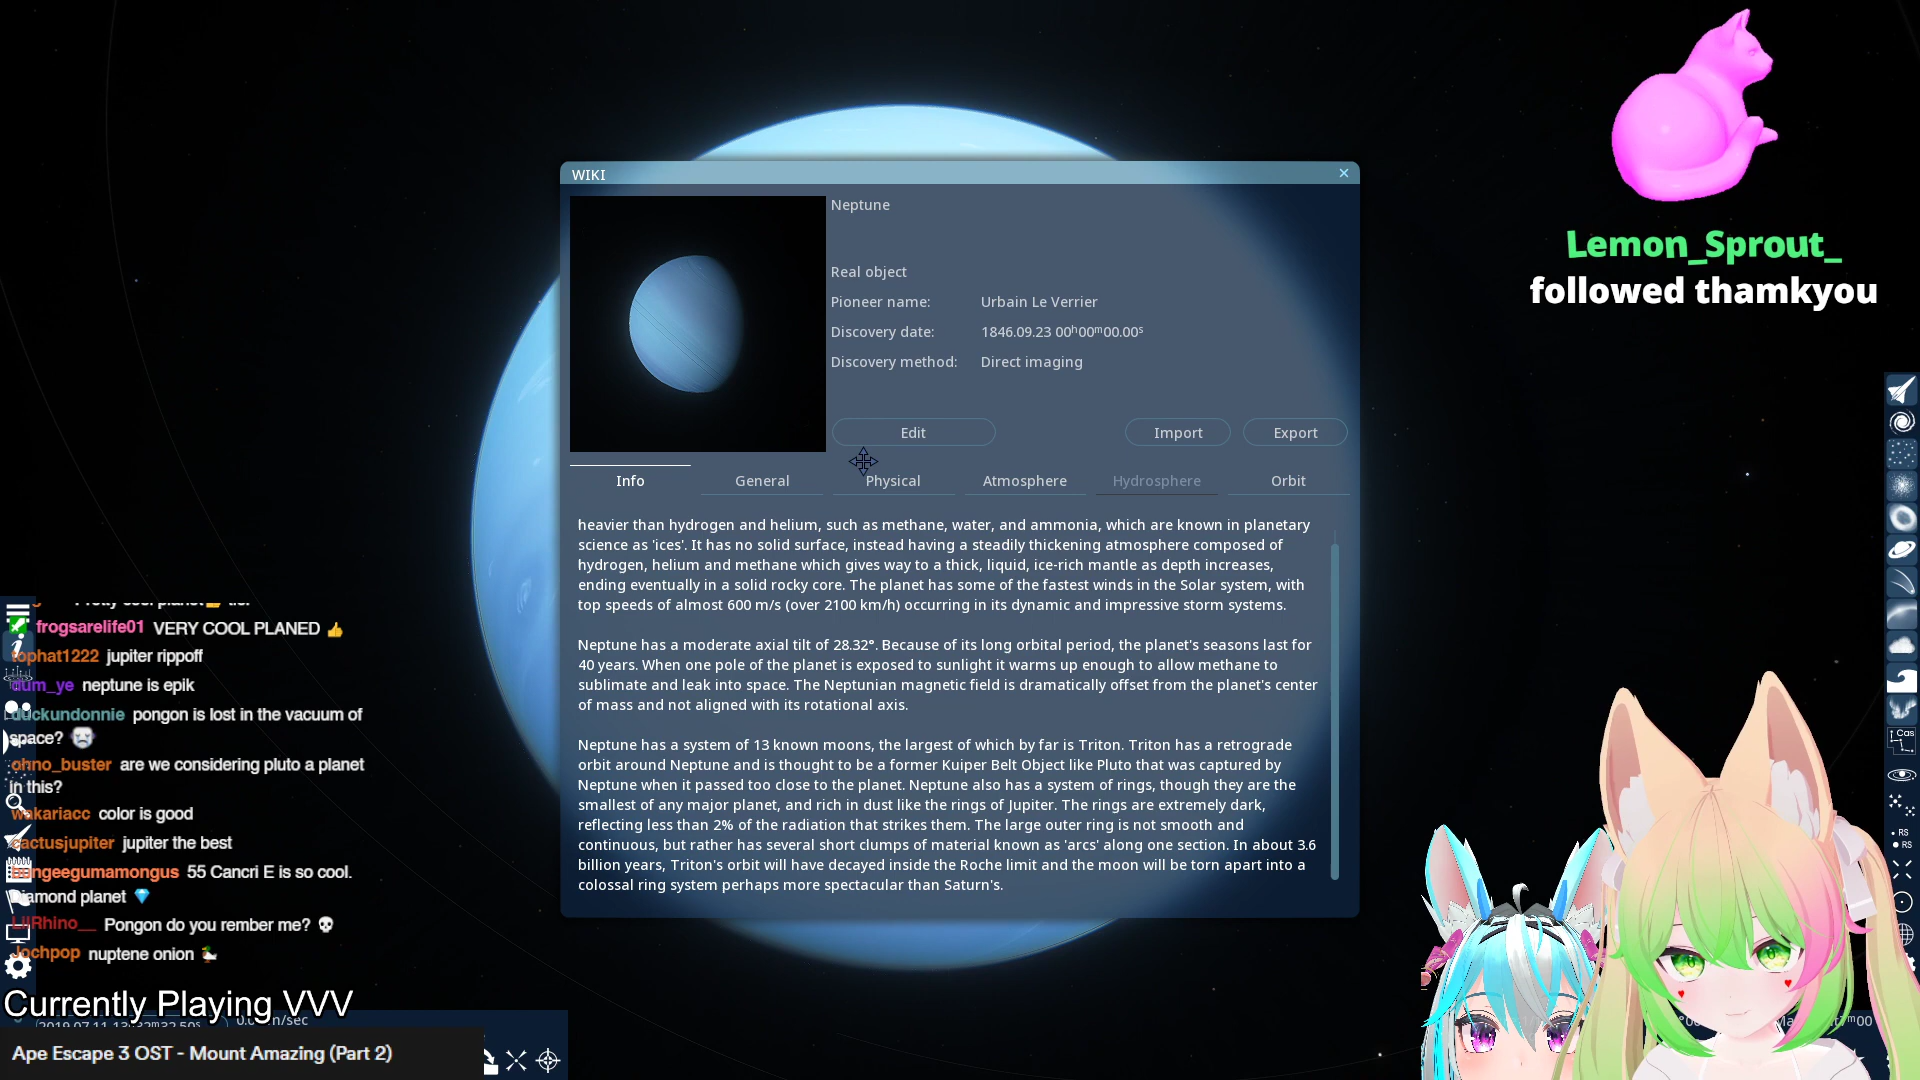 WIKI
Neptune
Real object
Pioneer name: Urbain Le Verrier
Discovery date: 1846.09.23 00ʰ00ᵐ00.00ˢ
Discovery method: Direct imaging
Edit Import Export
Info General Physical Atmosphere Hydrosphere Orbit
heavier than hydrogen and helium, such as methane, water, and ammonia, which are known in planetary
science as 'ices'. It has no solid surface, instead having a steadily thickening atmosphere composed of
hydrogen, helium and methane which gives way to a thick, liquid, ice-rich mantle as depth increases,
ending eventually in a solid rocky core. The planet has some of the fastest winds in the Solar system, with
top speeds of almost 600 m/s (over 2100 km/h) occurring in its dynamic and impressive storm systems.
Neptune has a moderate axial tilt of 28.32°. Because of its long orbital period, the planet's seasons last for
40 years. When one pole of the planet is exposed to sunlight it warms up enough to allow methane to
sublimate and leak into space. The Neptunian magnetic field is dramatically offset from the planet's center
of mass and not aligned with its rotational axis.
Neptune has a system of 13 known moons, the largest of which by far is Triton. Triton has a retrograde
orbit around Neptune and is thought to be a former Kuiper Belt Object like Pluto that was captured by
Neptune when it passed too close to the planet. Neptune also has a system of rings, though they are the
smallest of any major planet, and rich in dust like the rings of Jupiter. The rings are extremely dark,
reflecting less than 2% of the radiation that strikes them. The large outer ring is not smooth and
continuous, but rather has several short clumps of material known as 'arcs' along one section. In about 3.6
billion years, Triton's orbit will have decayed inside the Roche limit and the moon will be torn apart into a
colossal ring system perhaps more spectacular than Saturn's.
Lemon_Sprout_
followed thamkyou
frogsarelife01 VERY COOL PLANED 👍
tophat1222 jupiter rippoff
neptune is epik
duckundonnie pongon is lost in the vacuum of
space?
ohno_buster are we considering pluto a planet
in this?
wakariacc color is good
cactusjupiter jupiter the best
bungeegumamongus 55 Cancri E is so cool.
Diamond planet 💎
LilRhino__ Pongon do you rember me? 💀
Jochpop nuptene onion
Currently Playing VVV
Ape Escape 3 OST - Mount Amazing (Part 2)
Cas
RS
RS